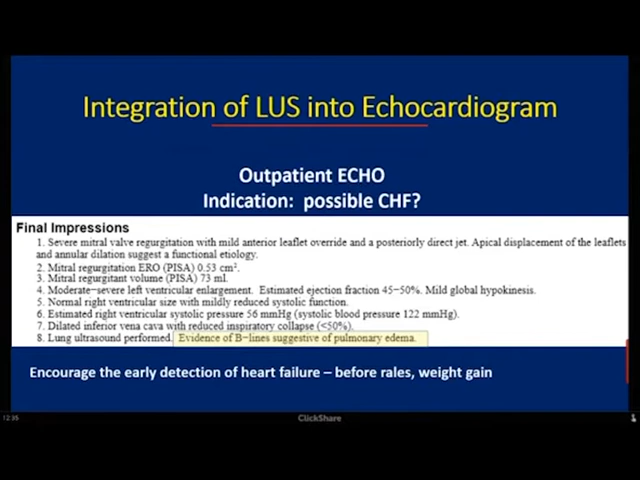 Integration of LUS into Echocardiogram
Outpatient ECHO
Indication: possible CHF?
Final Impressions
1. Severe mitral valve regurgitation with mild anterior leaflet override and a posteriorly direct jet. Apical displacement of the leaflets
and annular dilation suggest a functional etiology.
2. Mitral regurgitation ERO (PISA) 0.53 cm².
3. Mitral regurgitant volume (PISA) 73 ml.
4. Moderate-severe left ventricular enlargement. Estimated ejection fraction 45-50%. Mild global hypokinesis.
5. Normal right ventricular size with mildly reduced systolic function.
6. Estimated right ventricular systolic pressure 56 mmHg (systolic blood pressure 122 mmHg).
7. Dilated inferior vena cava with reduced inspiratory collapse (<50%).
8. Lung ultrasound performed. Evidence of B-lines suggestive of pulmonary edema.
Encourage the early detection of heart failure – before rales, weight gain
12:35
ClickShare